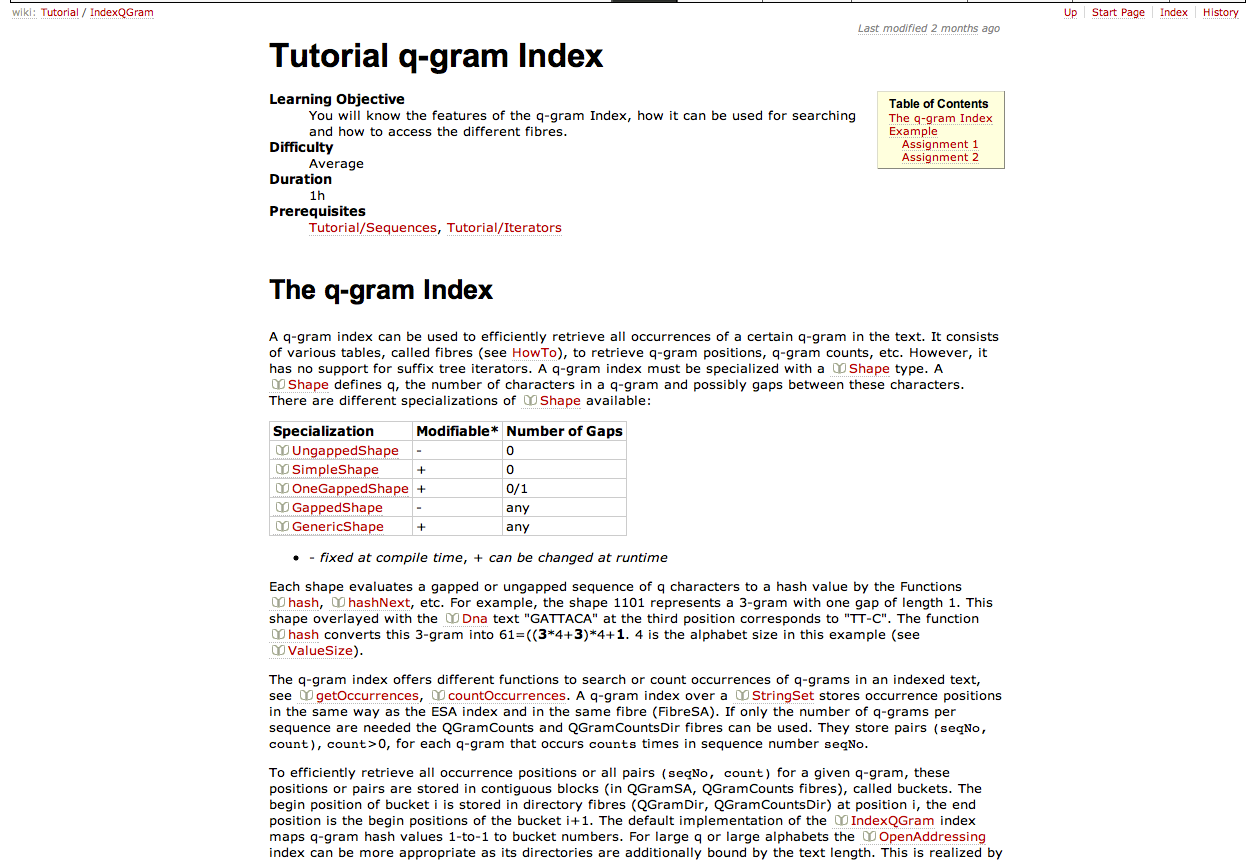 wiki: Tutorial / IndexQGram
Up Start Page Index History
Last modified 2 months ago
Tutorial q-gram Index
Learning Objective
You will know the features of the q-gram Index, how it can be used for searching
and how to access the different fibres.
Difficulty
Average
Duration
1h
Prerequisites
Tutorial/Sequences, Tutorial/Iterators
Table of Contents
The q-gram Index
Example
Assignment 1
Assignment 2
The q-gram Index
A q-gram index can be used to efficiently retrieve all occurrences of a certain q-gram in the text. It consists
of various tables, called fibres (see HowTo), to retrieve q-gram positions, q-gram counts, etc. However, it
has no support for suffix tree iterators. A q-gram index must be specialized with a Shape type. A
Shape defines q, the number of characters in a q-gram and possibly gaps between these characters.
There are different specializations of Shape available:
Specialization Modifiable* Number of Gaps
UngappedShape - 0
SimpleShape + 0
OneGappedShape + 0/1
GappedShape - any
GenericShape + any
• - fixed at compile time, + can be changed at runtime
Each shape evaluates a gapped or ungapped sequence of q characters to a hash value by the Functions
hash, hashNext, etc. For example, the shape 1101 represents a 3-gram with one gap of length 1. This
shape overlayed with the Dna text "GATTACA" at the third position corresponds to "TT-C". The function
hash converts this 3-gram into 61=((3*4+3)*4+1. 4 is the alphabet size in this example (see
ValueSize).
The q-gram index offers different functions to search or count occurrences of q-grams in an indexed text,
see getOccurrences, countOccurrences. A q-gram index over a StringSet stores occurrence positions
in the same way as the ESA index and in the same fibre (FibreSA). If only the number of q-grams per
sequence are needed the QGramCounts and QGramCountsDir fibres can be used. They store pairs (seqNo,
count), count>0, for each q-gram that occurs counts times in sequence number seqNo.
To efficiently retrieve all occurrence positions or all pairs (seqNo, count) for a given q-gram, these
positions or pairs are stored in contiguous blocks (in QGramSA, QGramCounts fibres), called buckets. The
begin position of bucket i is stored in directory fibres (QGramDir, QGramCountsDir) at position i, the end
position is the begin positions of the bucket i+1. The default implementation of the IndexQGram index
maps q-gram hash values 1-to-1 to bucket numbers. For large q or large alphabets the OpenAddressing
index can be more appropriate as its directories are additionally bound by the text length. This is realized by